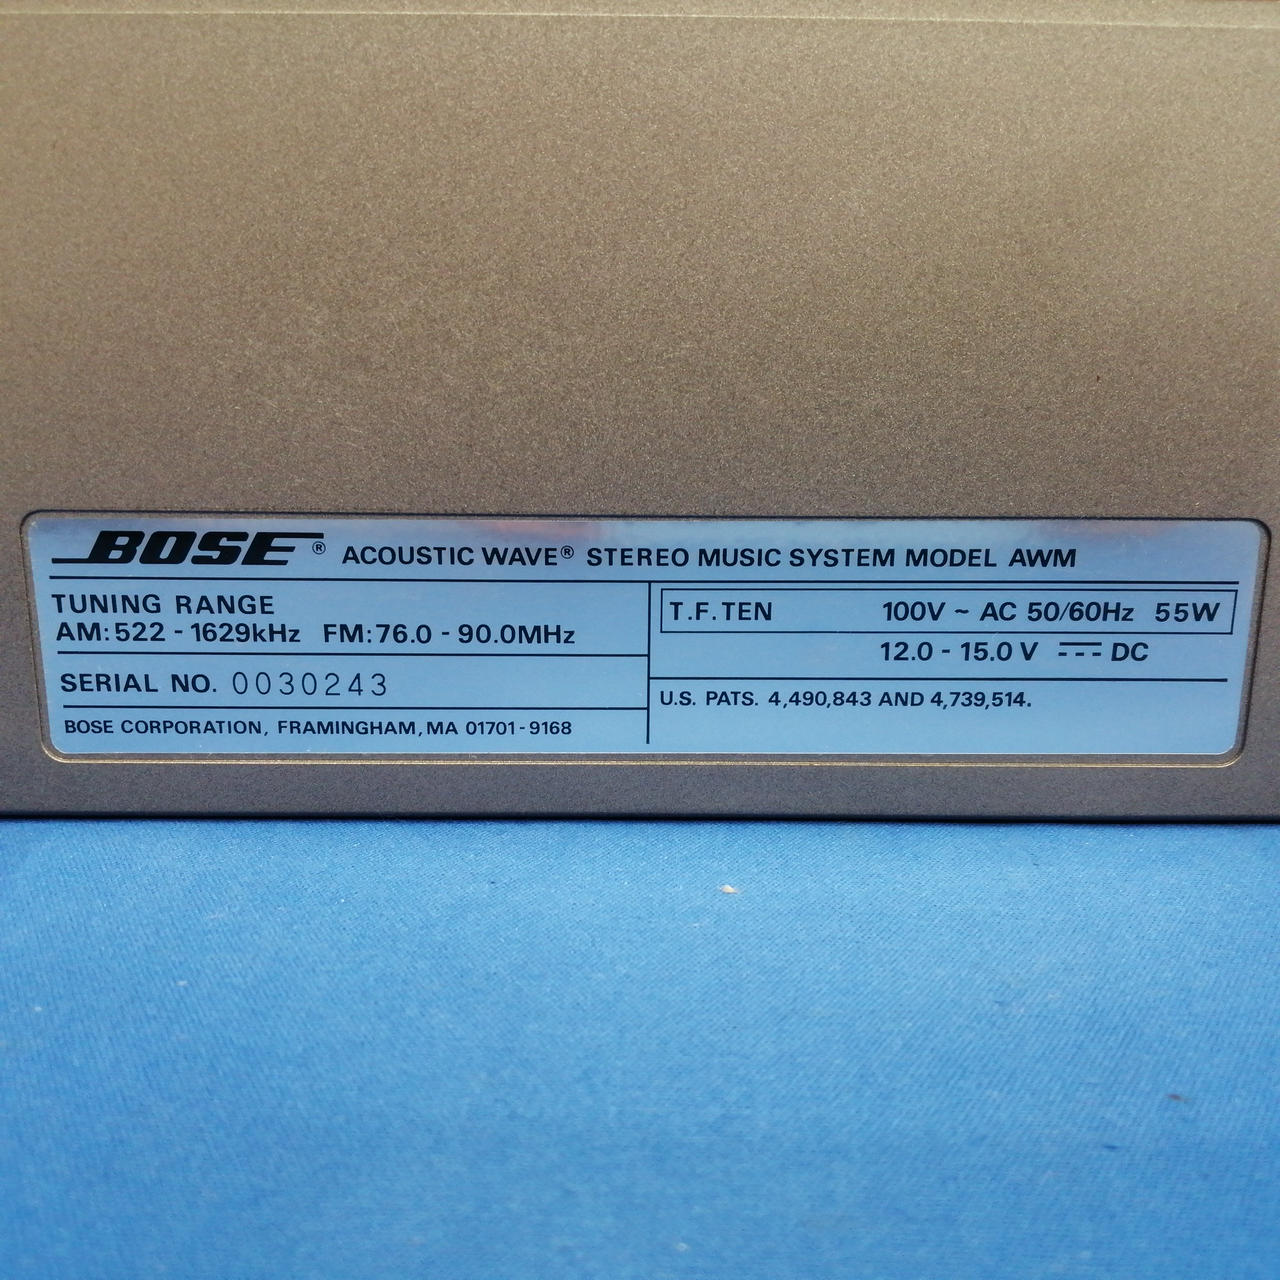 BOSE® ACOUSTIC WAVE® STEREO MUSIC SYSTEM MODEL AWM
TUNING RANGE
AM:522 - 1629kHz FM:76.0 - 90.0MHz
SERIAL NO. 0030243
BOSE CORPORATION, FRAMINGHAM, MA 01701-9168
T.F.TEN 100V ~ AC 50/60Hz 55W
12.0 - 15.0 V ⎓ DC
U.S. PATS. 4,490,843 AND 4,739,514.